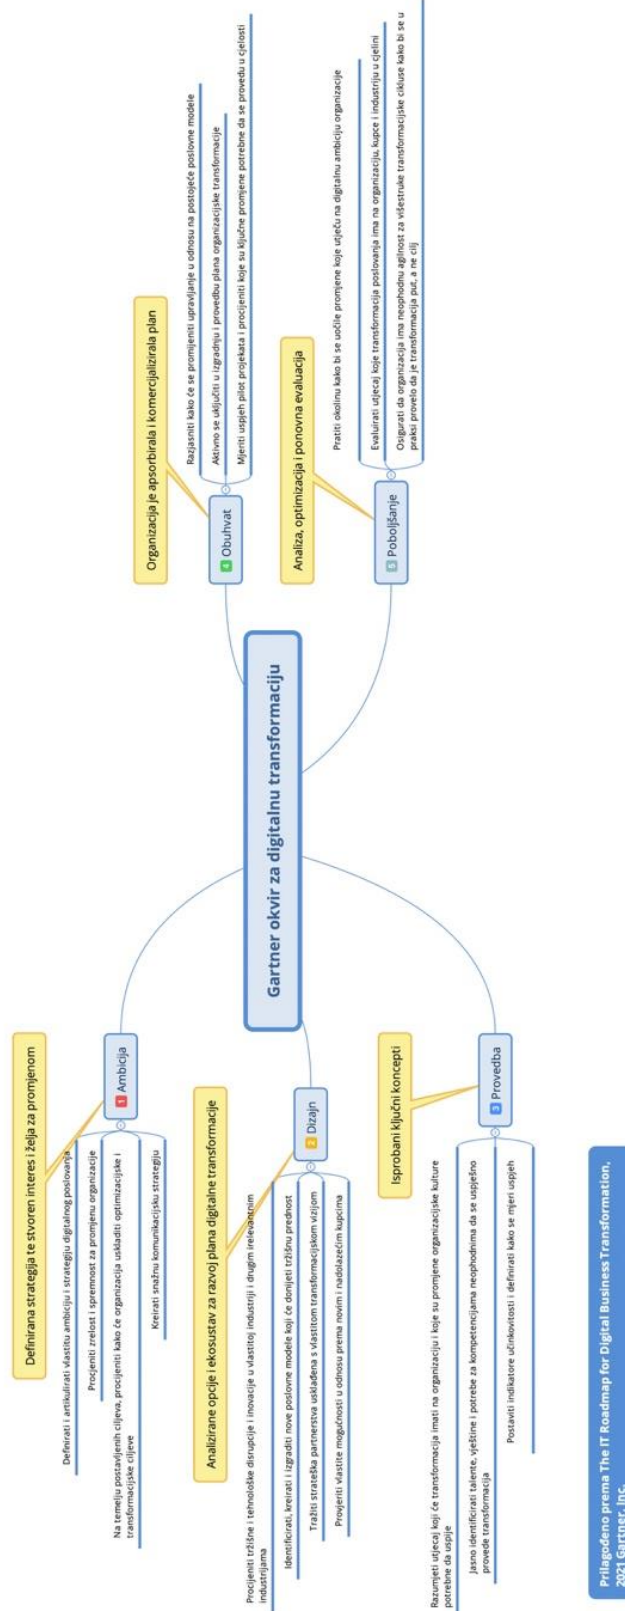 Gartner okvir za digitalnu transformaciju
Definirana strategija te stvoren interes i želja za promjenom
1 Ambicija
Definirati i artikulirati vlastitu ambiciju i strategiju digitalnog poslovanja
Procjeniti zrelost i spremnost za promjenu organizacije
Na temelju postavljenih ciljeva, procijeniti kako će organizacija uskladiti optimizacijske i
transformacijske ciljeve
Kreirati snažnu komunikacijsku strategiju
Analizirane opcije i ekosustav za razvoj plana digitalne transformacije
2 Dizajn
Procijeniti tržišne i tehnološke disrupcije i inovacije u vlastitoj industriji i drugim irelevantnim
industrijama
Identificirati, kreirati i izgraditi nove poslovne modele koji će donijeti tržišnu prednost
Tražiti strateška partnerstva usklađena s vlastitom transformacijskom vizijom
Provjeriti vlastite mogućnosti u odnosu prema novim i nadolazećim kupcima
Isprobani ključni koncepti
3 Provedba
Razumjeti utjecaj koji će transformacija imati na organizaciju i koje su promjene organizacijske kulture
potrebne da uspije
Jasno identificirati talente, vještine i potrebe za kompetencijama neophodnima da se uspješno
provede transformacija
Postaviti indikatore učinkovitosti i definirati kako se mjeri uspjeh
Organizacija je apsorbirala i komercijalizirala plan
4 Obuhvat
Razjasniti kako će se promijeniti upravljanje u odnosu na postojeće poslovne modele
Aktivno se uključiti u izgradnju i provedbu plana organizacijske transformacije
Mjeriti uspjeh pilot projekata i procijeniti koje su ključne promjene potrebne da se provedu u cjelosti
Analiza, optimizacija i ponovna evaluacija
5 Poboljšanje
Pratiti okolinu kako bi se uočile promjene koje utječu na digitalnu ambiciju organizacije
Evaluirati utjecaj koje transformacija poslovanja ima na organizaciju, kupce i industriju u cjelini
Osigurati da organizacija ima neophodnu agilnost za višestruke transformacijske cikluse kako bi se u
praksi provelo da je transformacija put, a ne cilj
Prilagođeno prema The IT Roadmap for Digital Business Transformation,
2021 Gartner, Inc.